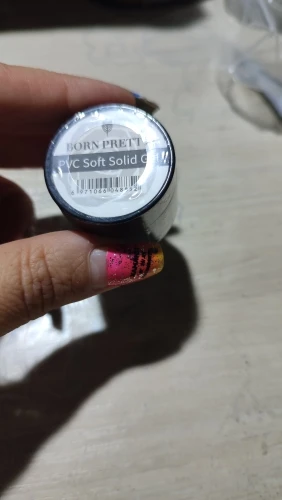 BORN PRETT
PVC Soft Solid G